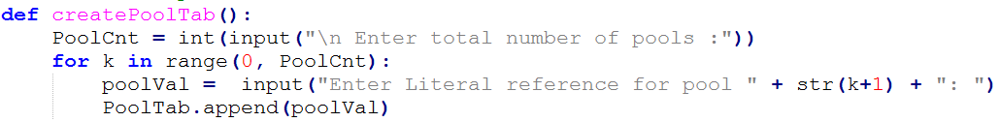 def createPoolTab():
    PoolCnt = int(input("\n Enter total number of pools :"))
    for k in range(0, PoolCnt):
        poolVal =  input("Enter Literal reference for pool " + str(k+1) + ": ")
        PoolTab.append(poolVal)